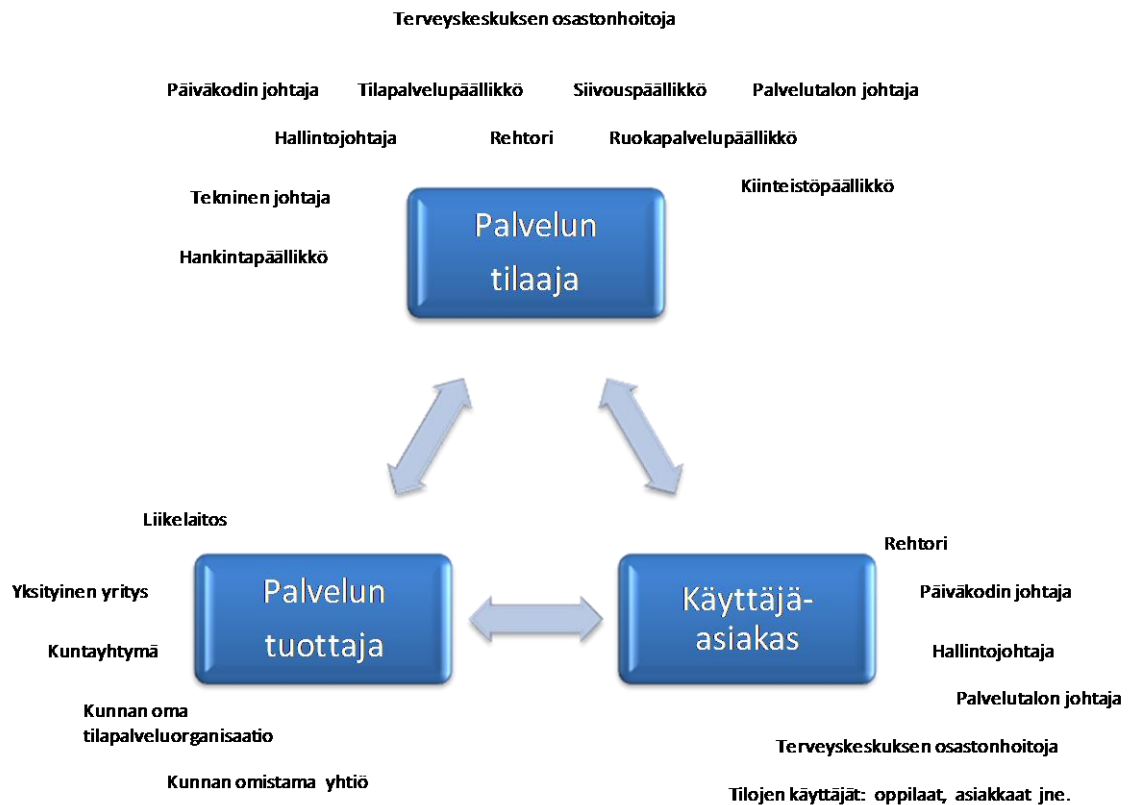 Terveyskeskuksen osastonhoitoja
Päiväkodin johtaja Tilapalvelupäällikkö Siivouspäällikkö Palvelutalon johtaja
Hallintojohtaja Rehtori Ruokapalvelupäällikkö
Kiinteistöpäällikkö
Tekninen johtaja
Hankintapäällikkö
Palvelun
tilaaja
Liikelaitos
Yksityinen yritys
Kuntayhtymä
Kunnan oma
tilapalveluorganisaatio
Kunnan omistama yhtiö
Palvelun
tuottaja
Käyttäjä-
asiakas
Rehtori
Päiväkodin johtaja
Hallintojohtaja
Palvelutalon johtaja
Terveyskeskuksen osastonhoitoja
Tilojen käyttäjät: oppilaat, asiakkaat jne.